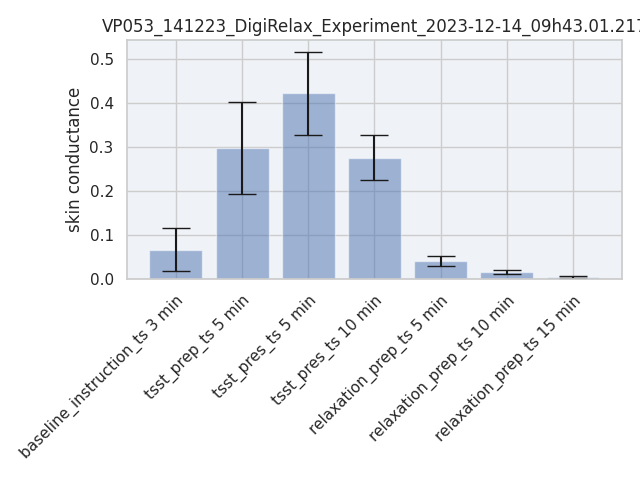 VP053_141223_DigiRelax_Experiment_2023-12-14_09h43.01.217
skin conductance
0.5
0.4
0.3
0.2
0.1
0.0
baseline_instruction_ts 3 min
tsst_prep_ts 5 min
tsst_pres_ts 5 min
tsst_pres_ts 10 min
relaxation_prep_ts 5 min
relaxation_prep_ts 10 min
relaxation_prep_ts 15 min